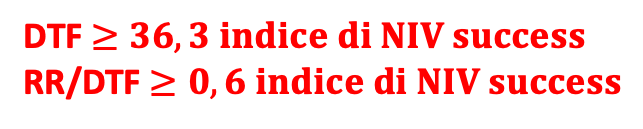 DTF ≥ 36, 3 indice di NIV success
RR/DTF ≥ 0, 6 indice di NIV success